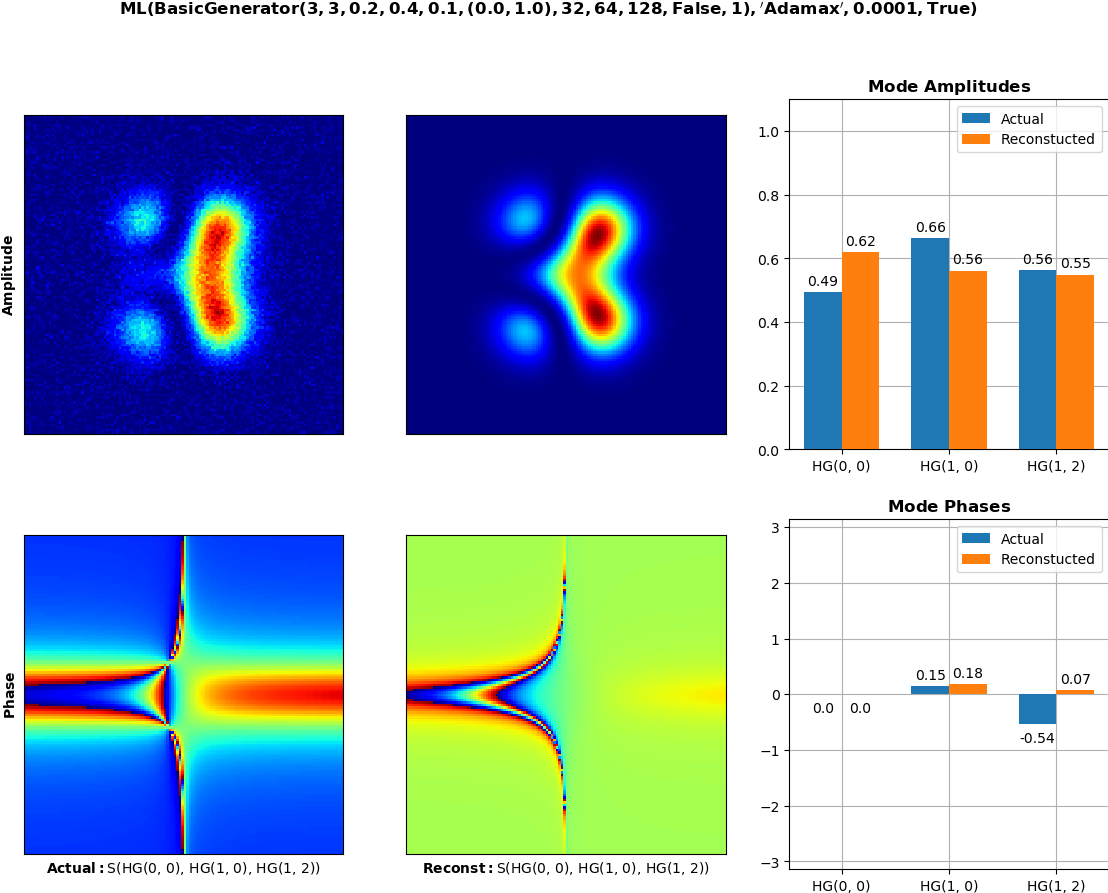 ML(BasicGenerator(3, 3, 0.2, 0.4, 0.1, (0.0, 1.0), 32, 64, 128, False, 1), ′Adamax′, 0.0001, True)
Amplitude
Mode Amplitudes
Actual
Reconstucted
1.0
0.8
0.6
0.4
0.2
0.0
0.49
0.62
0.66
0.56
0.56
0.55
HG(0, 0)
HG(1, 0)
HG(1, 2)
Phase
Actual: S(HG(0, 0), HG(1, 0), HG(1, 2))
Reconst: S(HG(0, 0), HG(1, 0), HG(1, 2))
Mode Phases
Actual
Reconstucted
3
2
1
0
−1
−2
−3
0.0
0.0
0.15
0.18
-0.54
0.07
HG(0, 0)
HG(1, 0)
HG(1, 2)